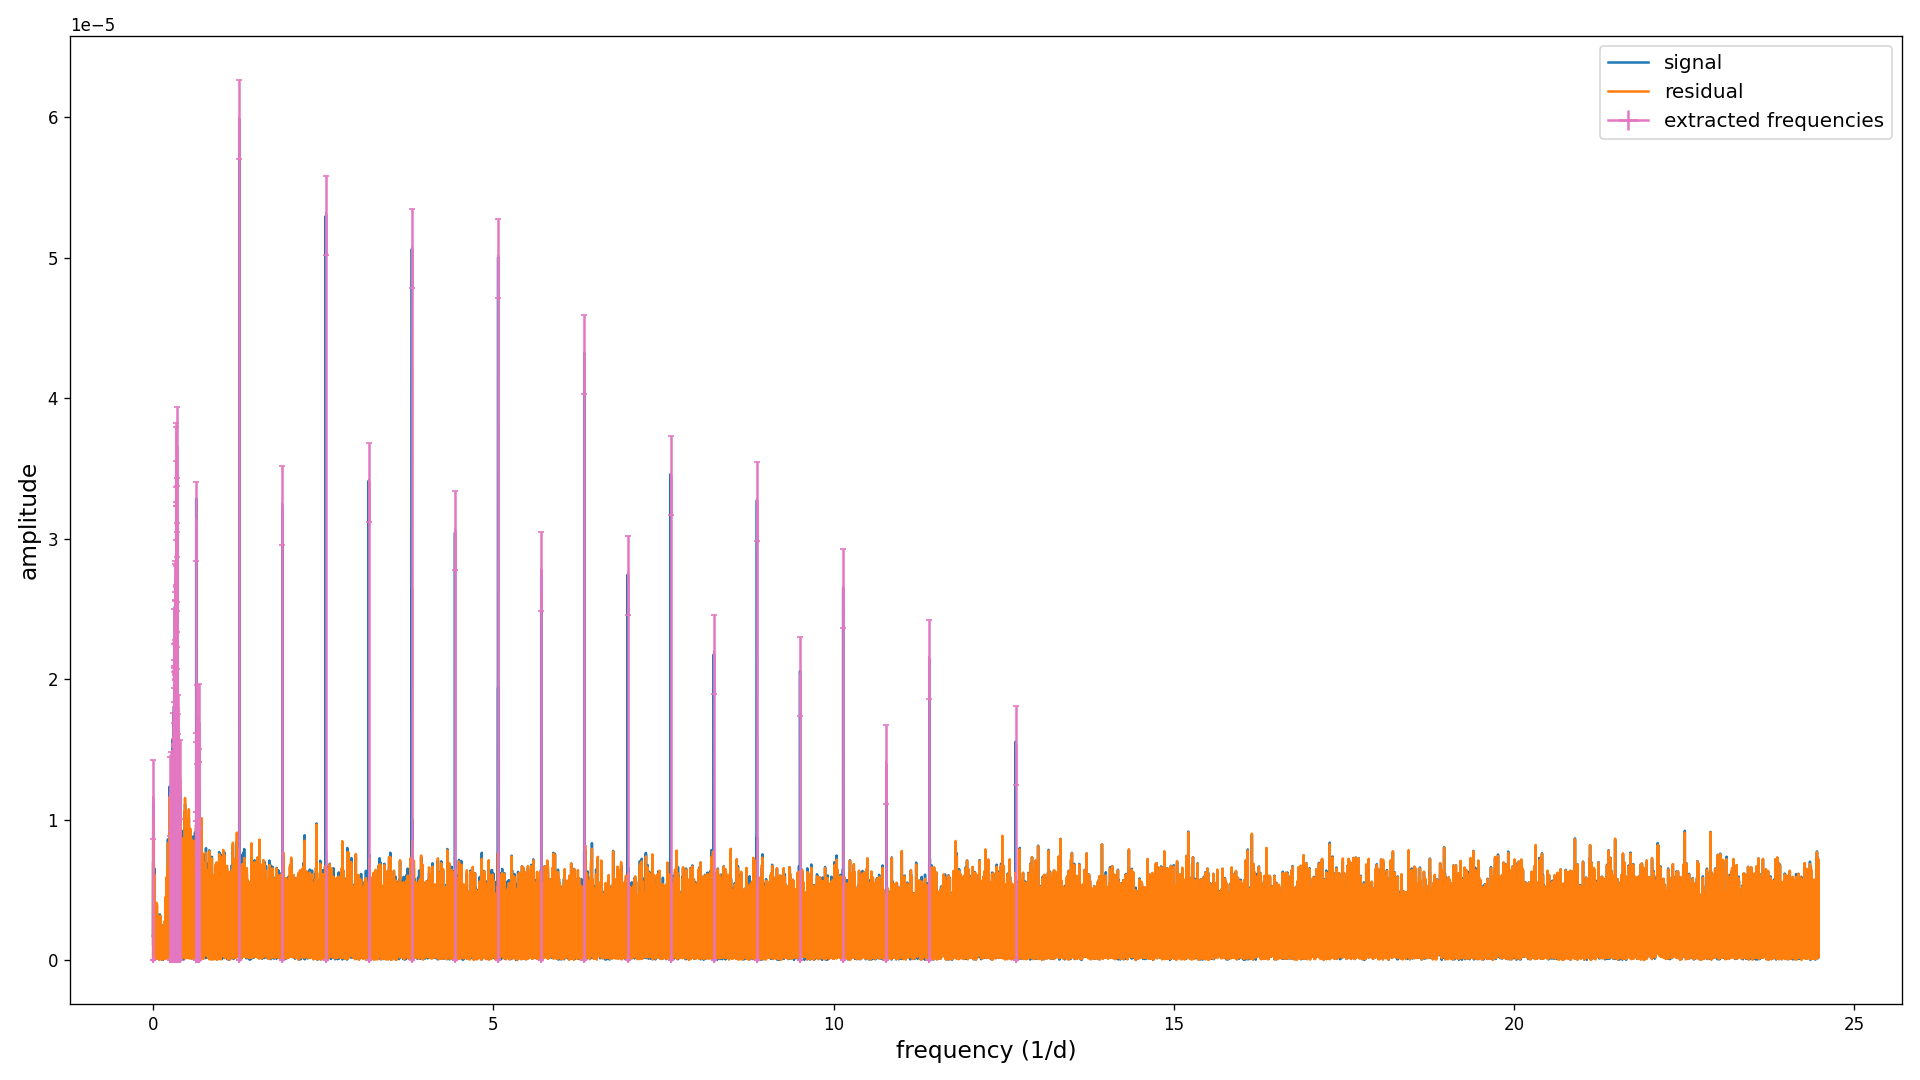 1e−5
signal
residual
extracted frequencies
6
5
4
3
2
1
0
amplitude
0 5 10 15 20 25
frequency (1/d)